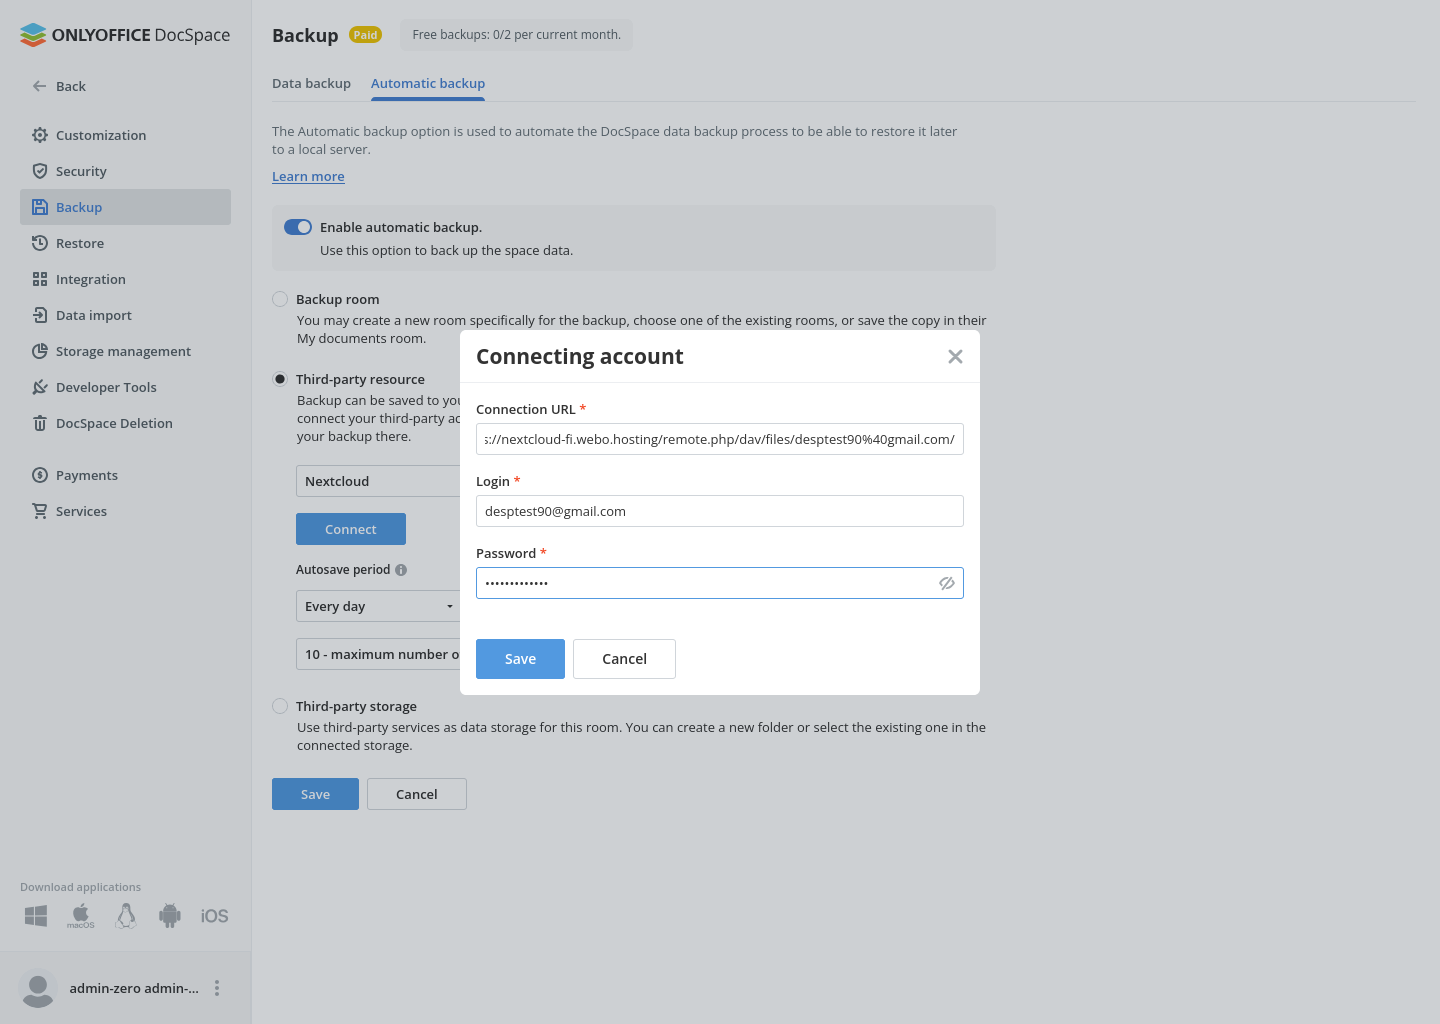 ONLYOFFICE DocSpace
Back
Customization
Security
Backup
Restore
Integration
Data import
Storage management
Developer Tools
DocSpace Deletion
Payments
Services
Download applications
macOS
iOS
admin-zero admin-...
Backup Paid Free backups: 0/2 per current month.
Data backup Automatic backup
The Automatic backup option is used to automate the DocSpace data backup process to be able to restore it later
to a local server.
Learn more
Enable automatic backup.
Use this option to back up the space data.
Backup room
You may create a new room specifically for the backup, choose one of the existing rooms, or save the copy in their
My documents room.
Third-party resource
Backup can be saved to
connect your third-party
your backup there.
Nextcloud
Connect
Autosave period
Every day
10 - maximum number
Third-party storage
Use third-party services as data storage for this room. You can create a new folder or select the existing one in the
connected storage.
Save Cancel
Connecting account
Connection URL *
s://nextcloud-fi.webo.hosting/remote.php/dav/files/desptest90%40gmail.com/
Login *
desptest90@gmail.com
Password *
•••••••••••••
Save Cancel